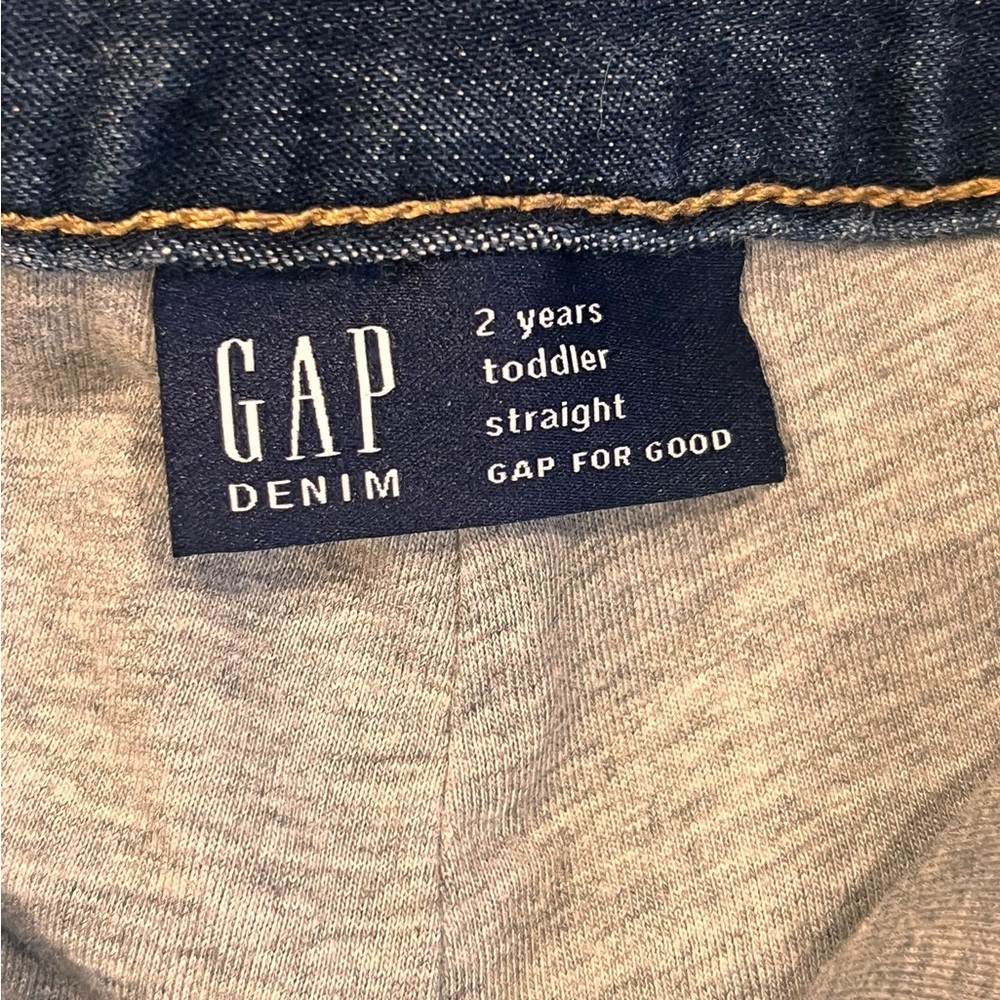 GAP
DENIM
2 years
toddler
straight
GAP FOR GOOD